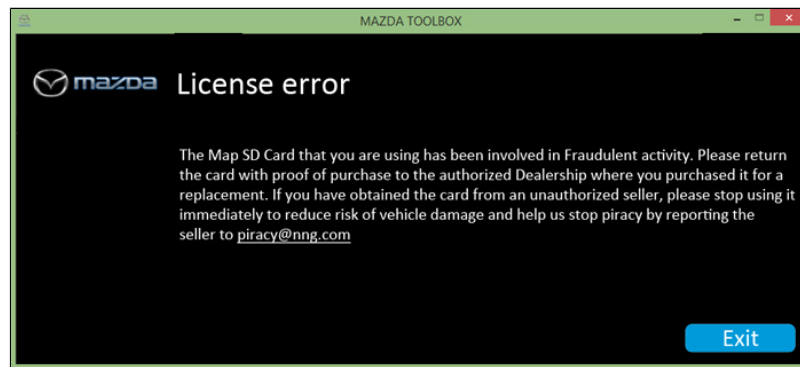 MAZDA TOOLBOX
mazda
License error
The Map SD Card that you are using has been involved in Fraudulent activity. Please return
the card with proof of purchase to the authorized Dealership where you purchased it for a
replacement. If you have obtained the card from an unauthorized seller, please stop using it
immediately to reduce risk of vehicle damage and help us stop piracy by reporting the
seller to piracy@nng.com
Exit